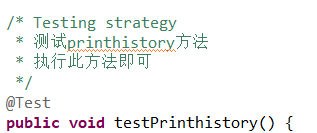 /* Testing strategy
* 测试printhistory方法
* 执行此方法即可
*/
@Test
public void testPrinthistory() {